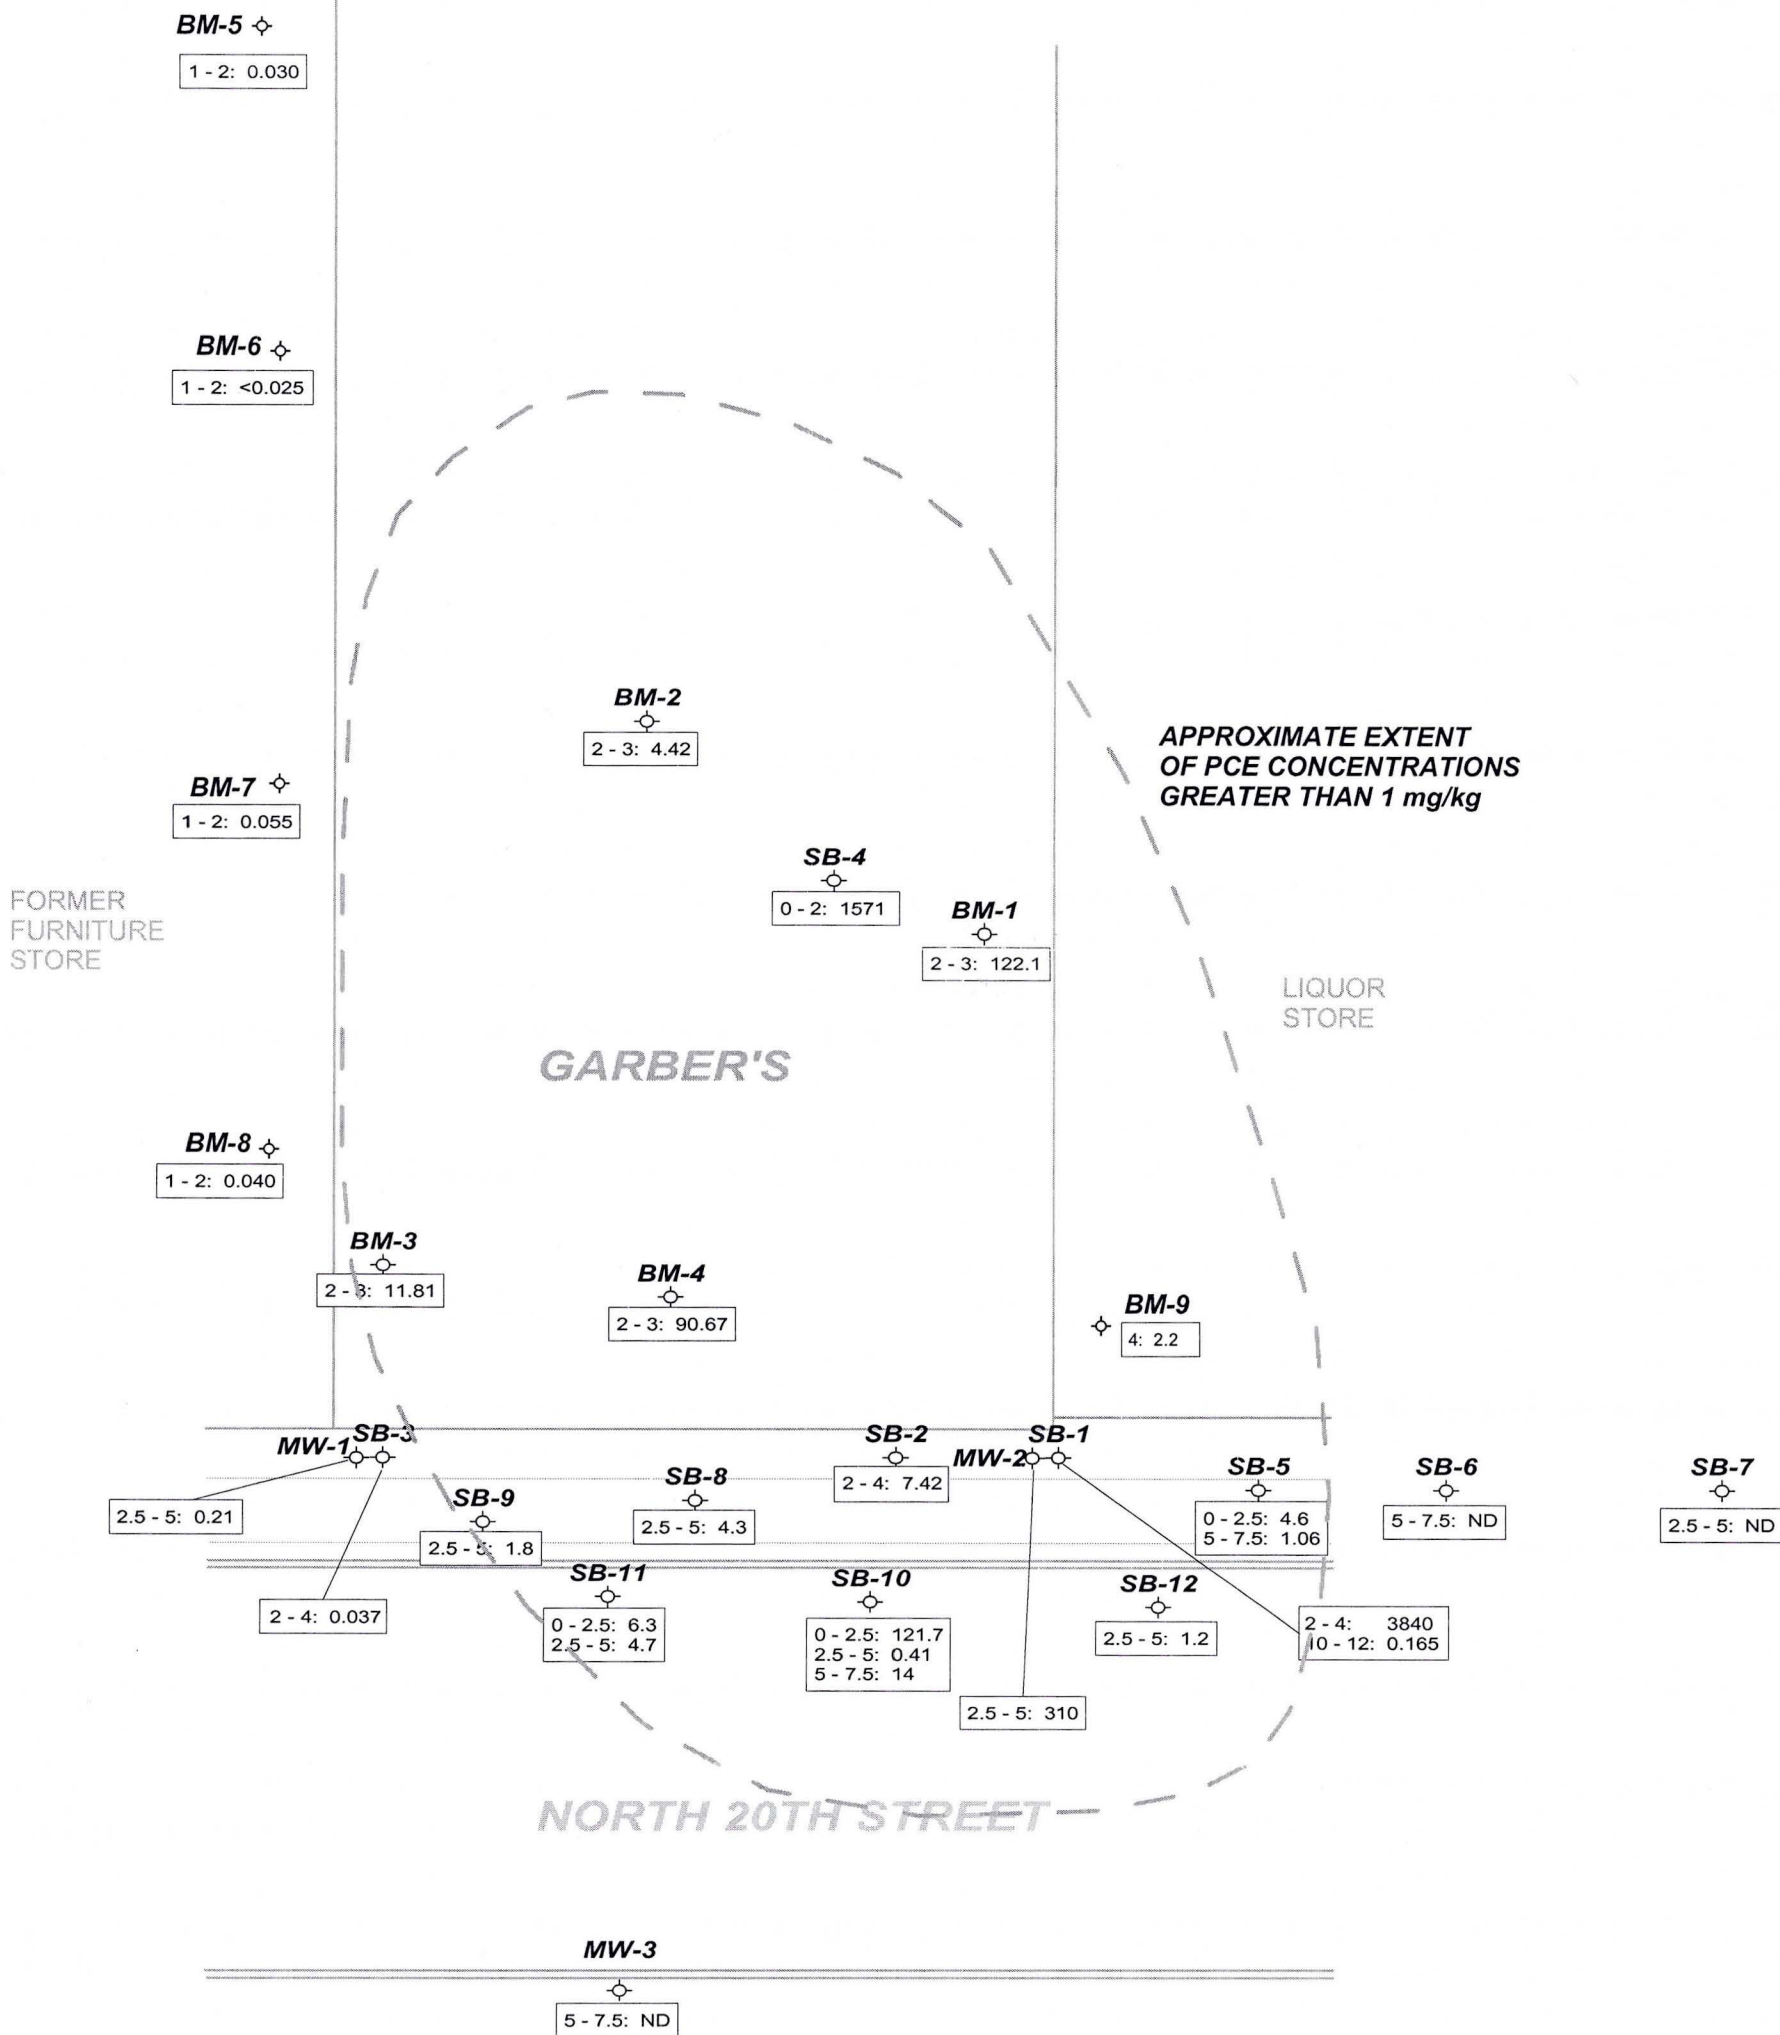 BM-5
1 - 2: 0.030
BM-6
1 - 2: <0.025
BM-2
2 - 3: 4.42
BM-7
1 - 2: 0.055
APPROXIMATE EXTENT
OF PCE CONCENTRATIONS
GREATER THAN 1 mg/kg
SB-4
0 - 2: 1571
BM-1
2 - 3: 122.1
FORMER
FURNITURE
STORE
LIQUOR
STORE
GARBER'S
BM-8
1 - 2: 0.040
BM-3
2 - 3: 11.81
BM-4
2 - 3: 90.67
BM-9
4: 2.2
MW-1
SB-3
SB-2
2 - 4: 7.42
MW-2
SB-1
SB-5
0 - 2.5: 4.6
5 - 7.5: 1.06
SB-6
5 - 7.5: ND
SB-7
2.5 - 5: ND
2.5 - 5: 0.21
SB-9
2.5 - 5: 1.8
SB-8
2.5 - 5: 4.3
2 - 4: 0.037
SB-11
0 - 2.5: 6.3
2.5 - 5: 4.7
SB-10
0 - 2.5: 121.7
2.5 - 5: 0.41
5 - 7.5: 14
SB-12
2.5 - 5: 1.2
2 - 4: 3840
10 - 12: 0.165
2.5 - 5: 310
NORTH 20TH STREET
MW-3
5 - 7.5: ND